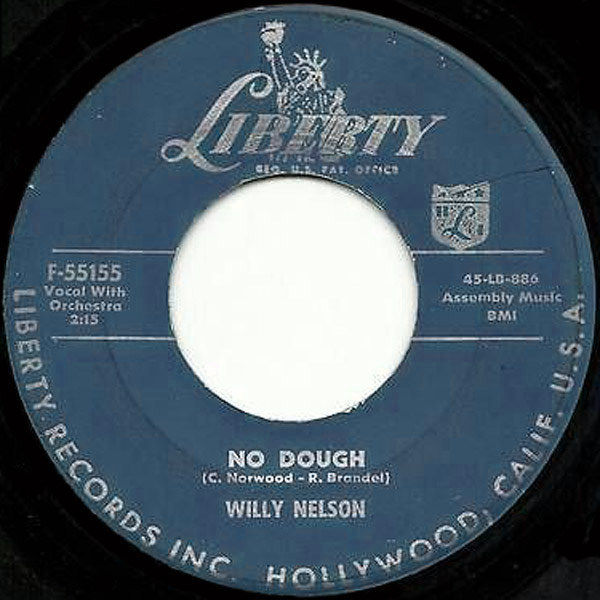 LIBERTY
REG. U.S. PAT. OFFICE
F-55155
Vocal With
Orchestra
2:15
45-LB-886
Assembly Music
BMI
NO DOUGH
(C. Norwood - R. Brandel)
WILLY NELSON
LIBERTY RECORDS INC. HOLLYWOOD, CALIF. U.S.A.